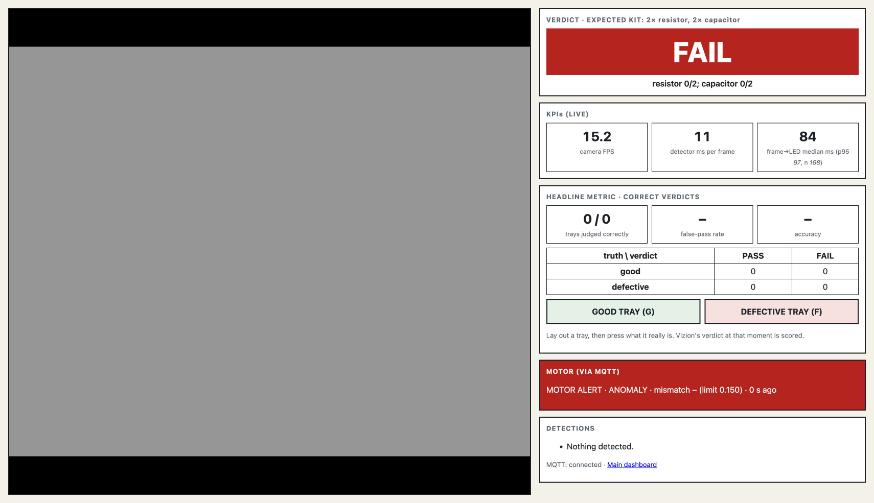 VERDICT · EXPECTED KIT: 2× resistor, 2× capacitor
FAIL
resistor 0/2; capacitor 0/2
KPIs (LIVE)
15.2
camera FPS
11
detector ms per frame
84
frame→LED median ms (p95
97, n 168)
HEADLINE METRIC · CORRECT VERDICTS
0 / 0
trays judged correctly
–
false-pass rate
–
accuracy
truth \ verdict PASS FAIL
good 0 0
defective 0 0
GOOD TRAY (G)
DEFECTIVE TRAY (F)
Lay out a tray, then press what it really is. Vizion's verdict at that moment is scored.
MOTOR (VIA MQTT)
MOTOR ALERT · ANOMALY · mismatch – (limit 0.150) · 0 s ago
DETECTIONS
• Nothing detected.
MQTT: connected · Main dashboard